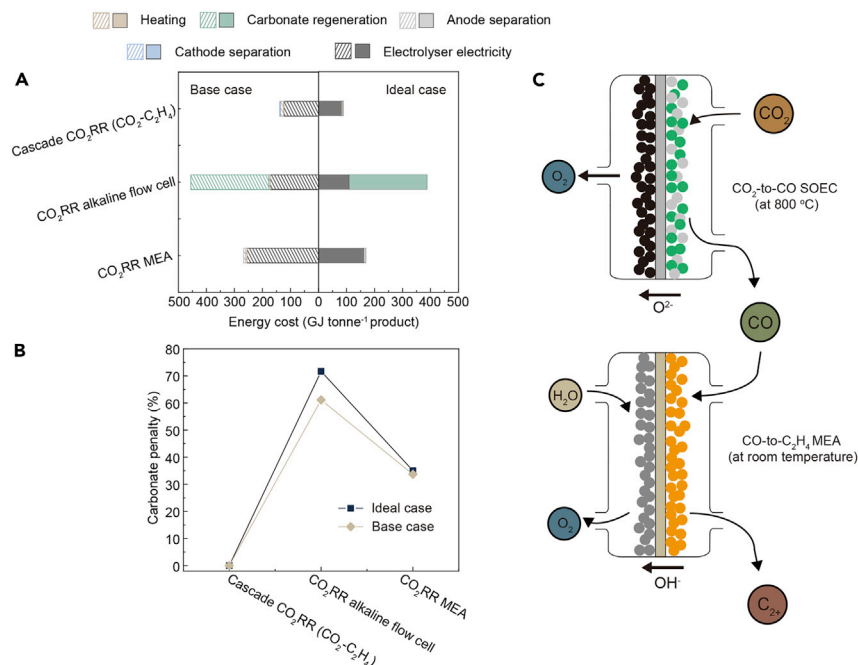 Heating
Carbonate regeneration
Anode separation
Cathode separation
Electrolyser electricity
A
Base case
Ideal case
Cascade CO₂RR (CO₂-C₂H₄)
CO₂RR alkaline flow cell
CO₂RR MEA
500 400 300 200 100 0 100 200 300 400 500
Energy cost (GJ tonne⁻¹ product)
B
Carbonate penalty (%)
80
70
60
50
40
30
20
10
0
Ideal case
Base case
Cascade CO₂RR (CO₂-C₂H₄)
CO₂RR alkaline flow cell
CO₂RR MEA
C
CO₂
O₂
CO₂-to-CO SOEC
(at 800 ºC)
O²⁻
CO
H₂O
CO-to-C₂H₄ MEA
(at room temperature)
O₂
OH⁻
C₂₊